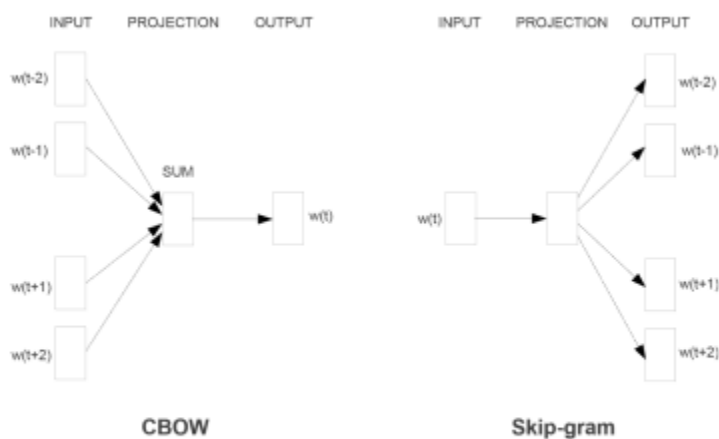 INPUT PROJECTION OUTPUT
w(t-2)
w(t-1)
SUM
w(t)
w(t+1)
w(t+2)
CBOW
INPUT PROJECTION OUTPUT
w(t-2)
w(t-1)
w(t)
w(t+1)
w(t+2)
Skip-gram